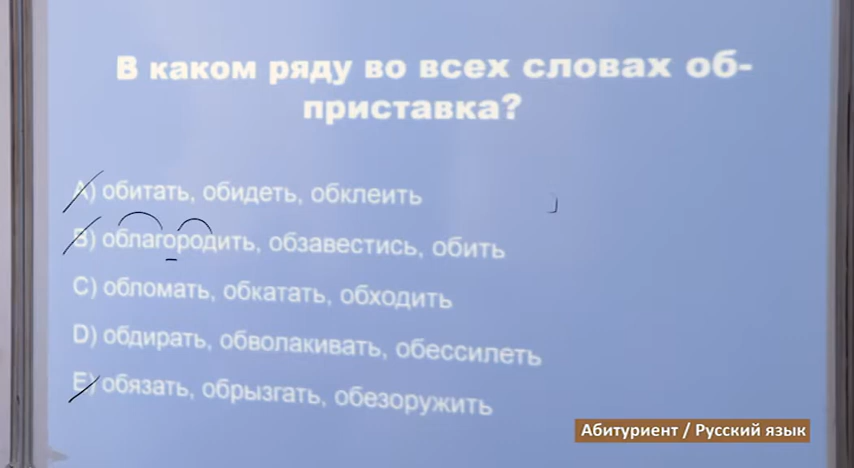 В каком ряду во всех словах об-
приставка?
A) обитать, обидеть, обклеить
B) облагородить, обзавестись, обить
C) обломать, обкатать, обходить
D) обдирать, обволакивать, обессилеть
E) обязать, обрызгать, обезоружить
Абитуриент / Русский язык